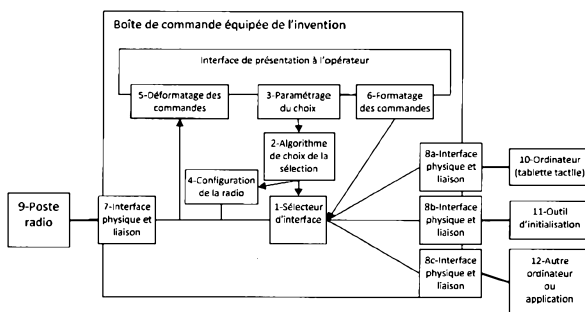 Boîte de commande équipée de l'invention
Interface de présentation à l'opérateur
5-Déformatage des
commandes
3-Paramétrage
du choix
6-Formatage
des commandes
2-Algorithme
de choix de la
sélection
4-Configuration
de la radio
8a-Interface
physique et
liaison
10-Ordinateur
(tablette tactile)
9-Poste
radio
7-Interface
physique et
liaison
1-Sélecteur
d'interface
8b-Interface
physique et
liaison
11-Outil
d'initialisation
8c-Interface
physique et
liaison
12-Autre
ordinateur
ou
application